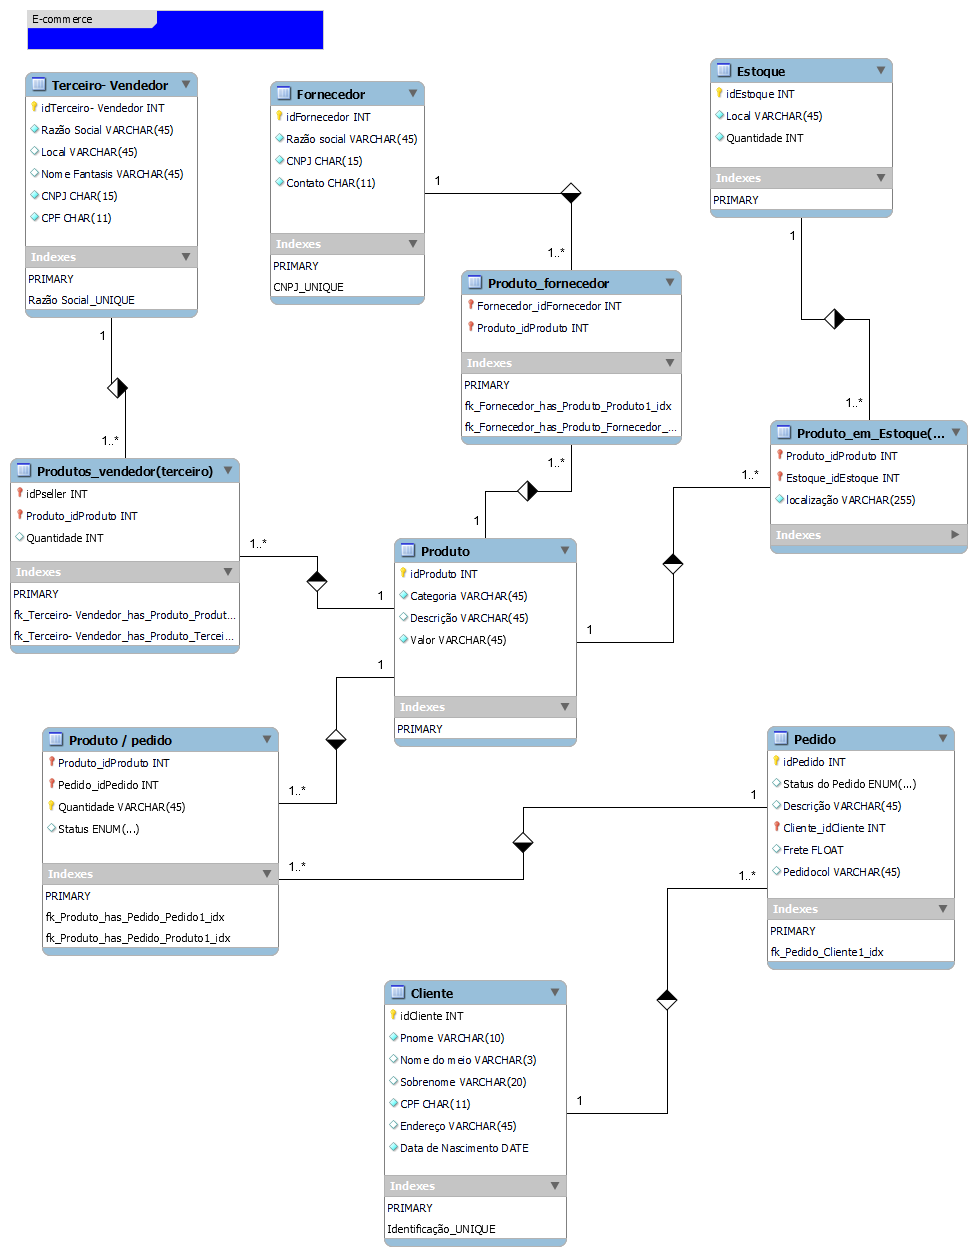 E-commerce
Terceiro- Vendedor
idTerceiro- Vendedor INT
Razão Social VARCHAR(45)
Local VARCHAR(45)
Nome Fantasis VARCHAR(45)
CNPJ CHAR(15)
CPF CHAR(11)
Indexes
PRIMARY
Razao Social_UNIQUE
Fornecedor
idFornecedor INT
Razão social VARCHAR(45)
CNPJ CHAR(15)
Contato CHAR(11)
Indexes
PRIMARY
CNPJ_UNIQUE
Estoque
idEstoque INT
Local VARCHAR(45)
Quantidade INT
Indexes
PRIMARY
1
1..*
1
1..*
1
1..*
Produto_fornecedor
Fornecedor_idFornecedor INT
Produto_idProduto INT
Indexes
PRIMARY
fk_Fornecedor_has_Produto_Produto1_idx
fk_Fornecedor_has_Produto_Fornecedor_...
Produto_em_Estoque(...
Produto_idProduto INT
Estoque_idEstoque INT
localização VARCHAR(255)
Indexes
Produtos_vendedor(terceiro)
idPseller INT
Produto_idProduto INT
Quantidade INT
Indexes
PRIMARY
fk_Terceiro- Vendedor_has_Produto_Produt...
fk_Terceiro- Vendedor_has_Produto_Tercei...
1..*
1
1..*
1
1..*
1
Produto
idProduto INT
Categoria VARCHAR(45)
Descrição VARCHAR(45)
Valor VARCHAR(45)
Indexes
PRIMARY
1
1..*
Produto / pedido
Produto_idProduto INT
Pedido_idPedido INT
Quantidade VARCHAR(45)
Status ENUM(...)
Indexes
PRIMARY
fk_Produto_has_Pedido_Pedido1_idx
fk_Produto_has_Pedido_Produto1_idx
1
1..*
Pedido
idPedido INT
Status do Pedido ENUM(...)
Descrição VARCHAR(45)
Cliente_idCliente INT
Frete FLOAT
Pedidocol VARCHAR(45)
Indexes
PRIMARY
fk_Pedido_Cliente1_idx
1..*
1
Cliente
idCliente INT
Pnome VARCHAR(10)
Nome do meio VARCHAR(3)
Sobrenome VARCHAR(20)
CPF CHAR(11)
Endereço VARCHAR(45)
Data de Nascimento DATE
Indexes
PRIMARY
Identificação_UNIQUE